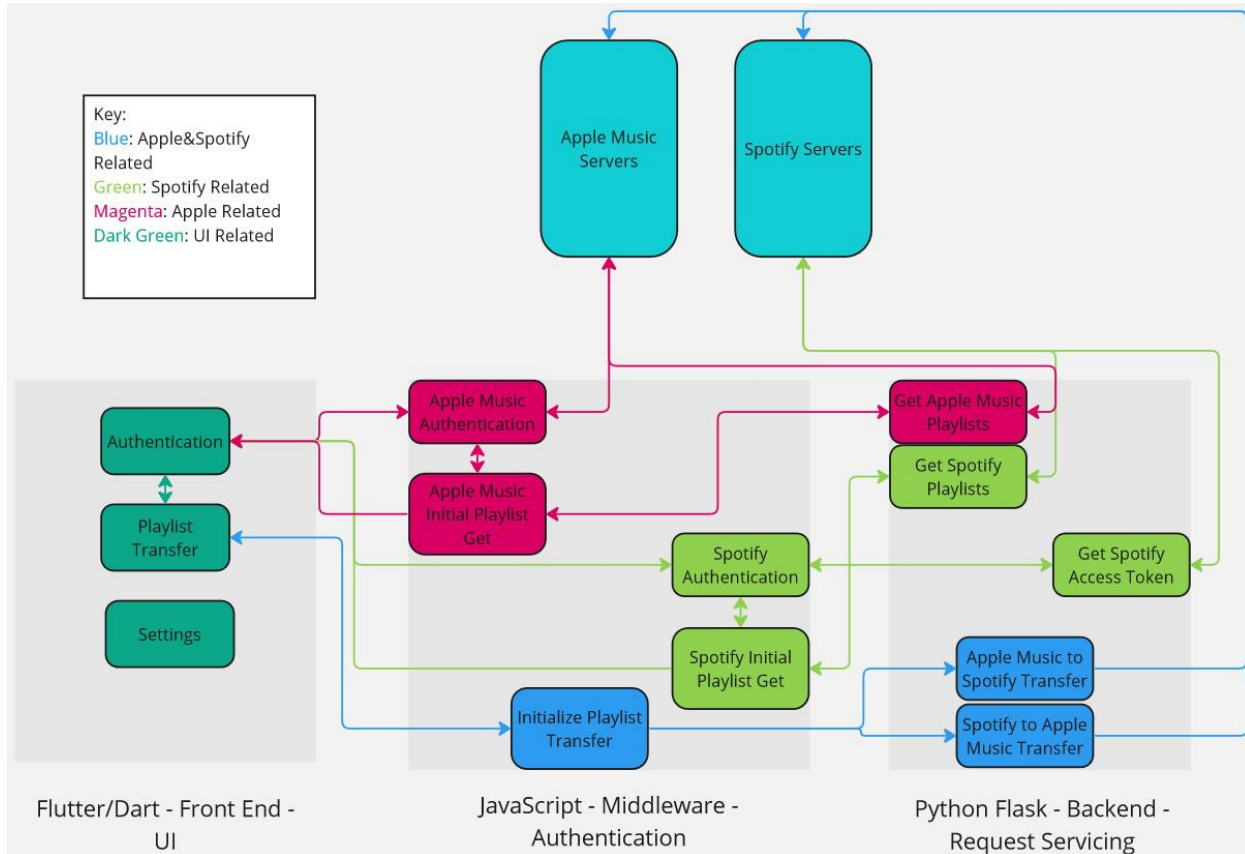 Key:
Blue: Apple&Spotify
Related
Green: Spotify Related
Magenta: Apple Related
Dark Green: UI Related
Apple Music
Servers
Spotify Servers
Authentication
Playlist
Transfer
Settings
Apple Music
Authentication
Apple Music
Initial Playlist
Get
Spotify
Authentication
Spotify Initial
Playlist Get
Initialize Playlist
Transfer
Get Apple Music
Playlists
Get Spotify
Playlists
Get Spotify
Access Token
Apple Music to
Spotify Transfer
Spotify to Apple
Music Transfer
Flutter/Dart - Front End -
UI
JavaScript - Middleware -
Authentication
Python Flask - Backend -
Request Servicing